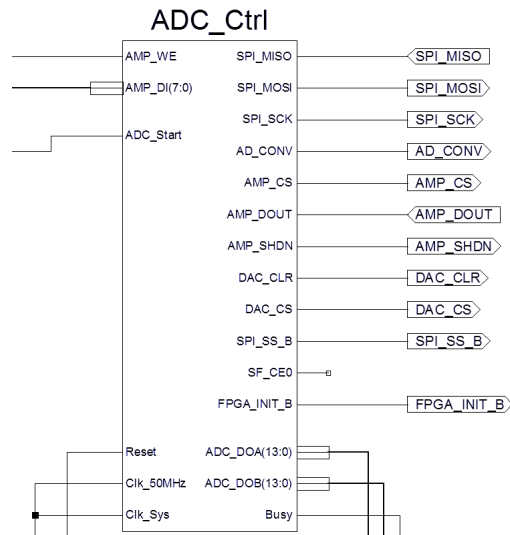 ADC_Ctrl
AMP_WE SPI_MISO SPI_MISO
AMP_DI(7:0) SPI_MOSI SPI_MOSI
SPI_SCK SPI_SCK
ADC_Start
AD_CONV AD_CONV
AMP_CS AMP_CS
AMP_DOUT AMP_DOUT
AMP_SHDN AMP_SHDN
DAC_CLR DAC_CLR
DAC_CS DAC_CS
SPI_SS_B SPI_SS_B
SF_CE0
FPGA_INIT_B FPGA_INIT_B
Reset ADC_DOA(13:0)
Clk_50MHz ADC_DOB(13:0)
Clk_Sys Busy